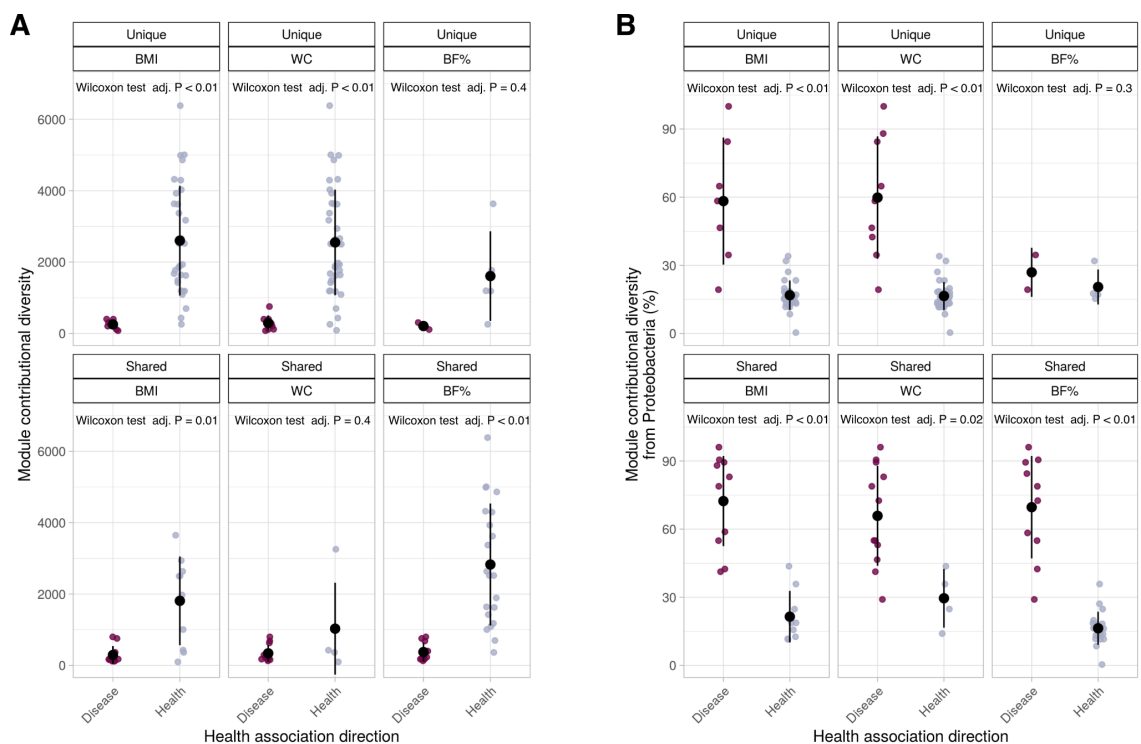 A
Unique Unique Unique
BMI WC BF%
Wilcoxon test adj. P < 0.01 Wilcoxon test adj. P < 0.01 Wilcoxon test adj. P = 0.4
6000
4000
2000
0
Shared Shared Shared
BMI WC BF%
Wilcoxon test adj. P = 0.01 Wilcoxon test adj. P = 0.4 Wilcoxon test adj. P < 0.01
6000
4000
2000
0
Module contributional diversity
Disease Health Disease Health Disease Health
Health association direction
B
Unique Unique Unique
BMI WC BF%
Wilcoxon test adj. P < 0.01 Wilcoxon test adj. P < 0.01 Wilcoxon test adj. P = 0.3
90
60
30
0
Shared Shared Shared
BMI WC BF%
Wilcoxon test adj. P < 0.01 Wilcoxon test adj. P = 0.02 Wilcoxon test adj. P < 0.01
90
60
30
0
Module contributional diversity
from Proteobacteria (%)
Disease Health Disease Health Disease Health
Health association direction